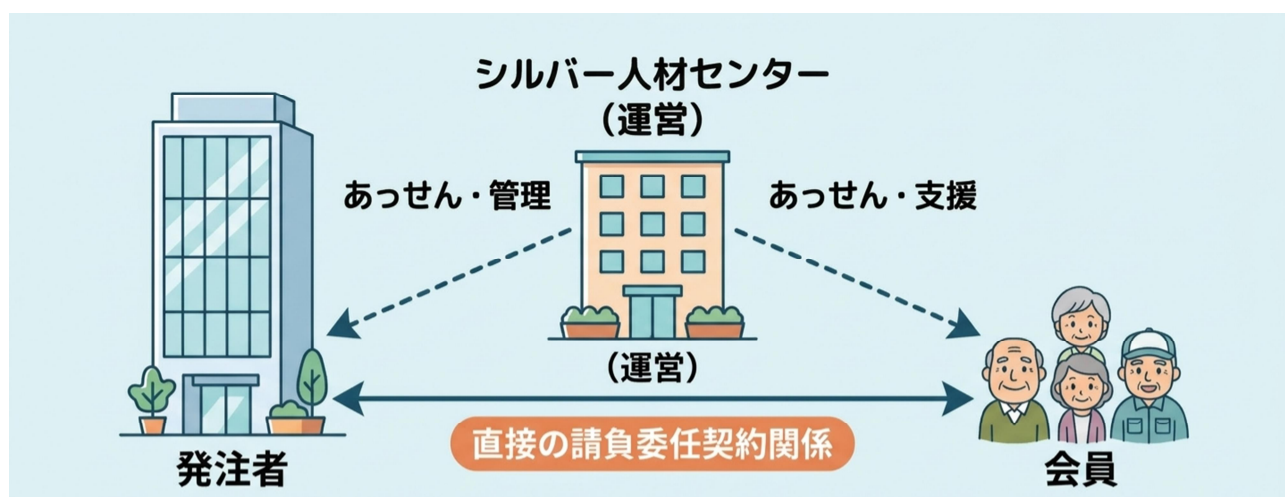 シルバー人材センター
（運営）
あっせん・管理
あっせん・支援
（運営）
直接の請負委任契約関係
発注者
会員